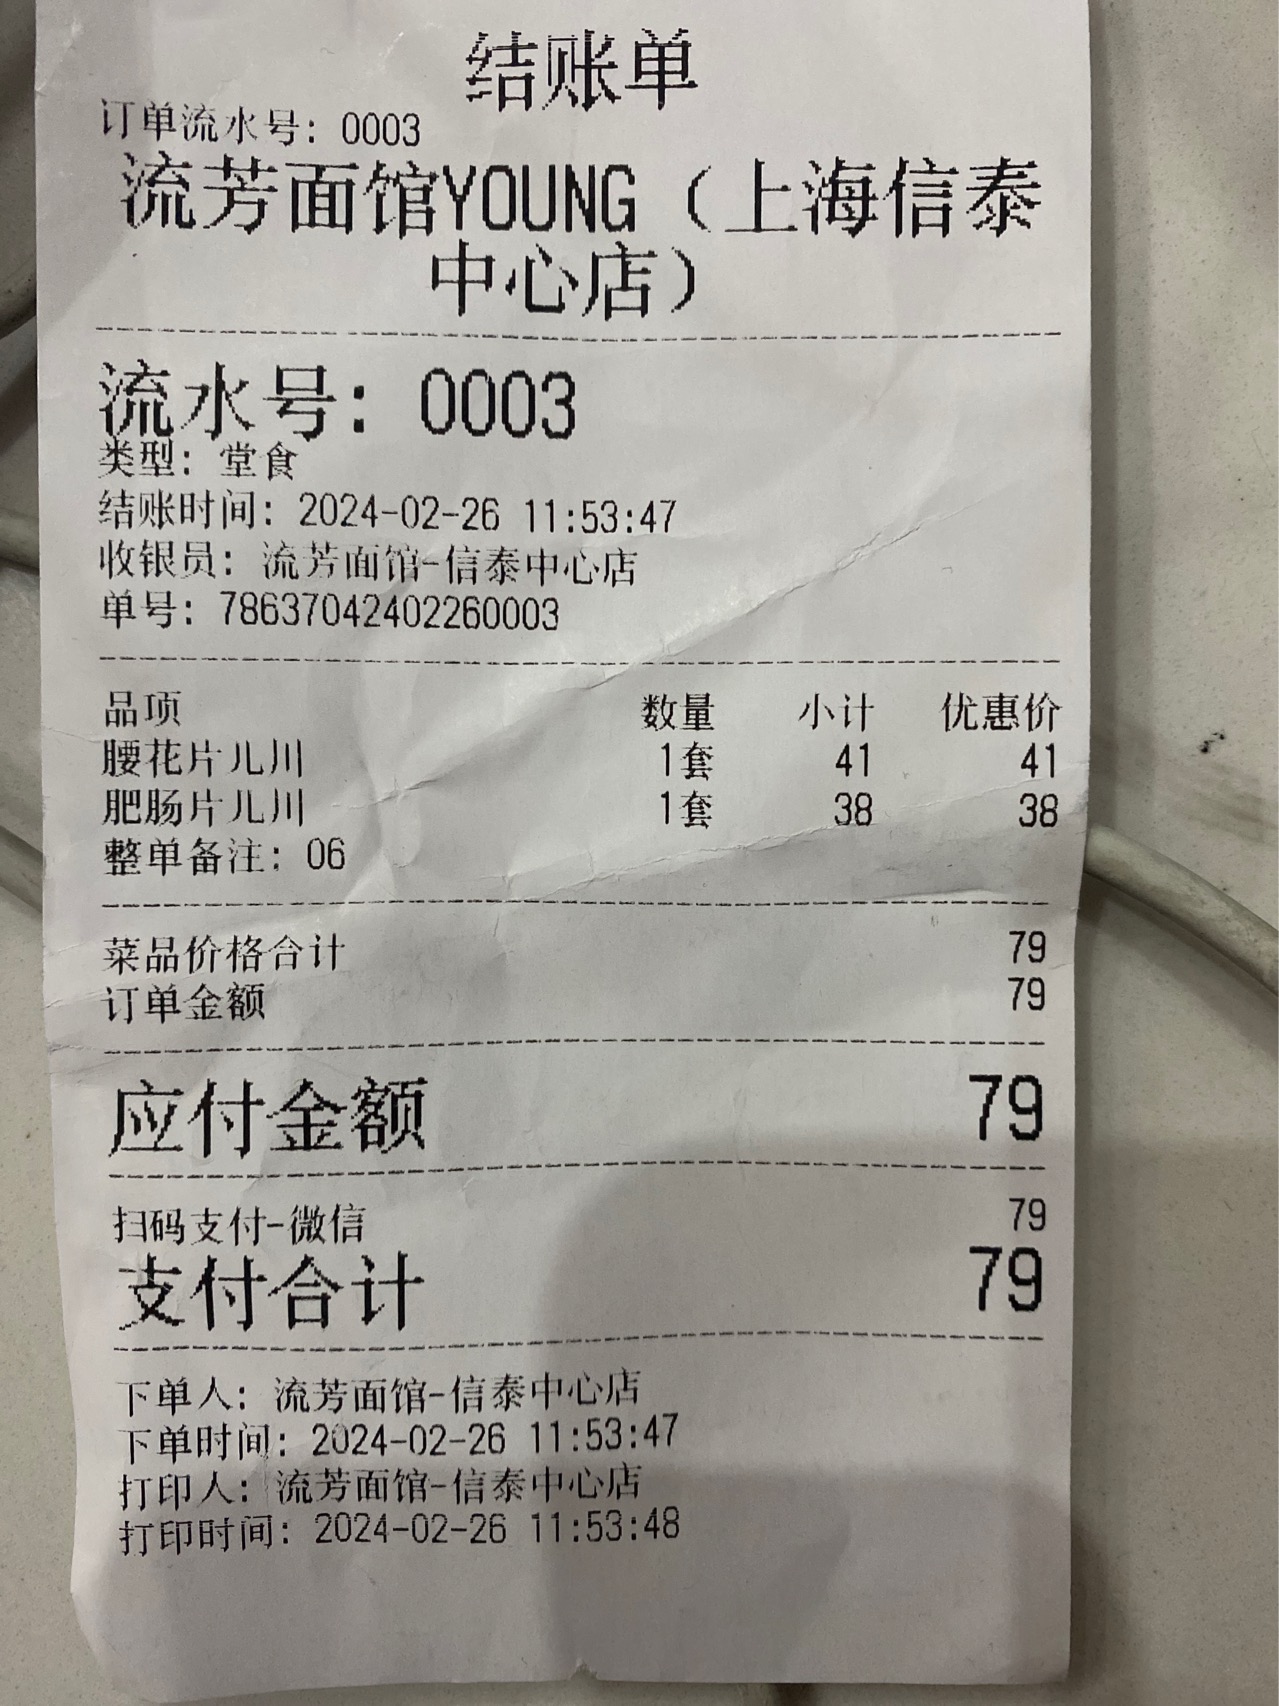 结账单
订单流水号: 0003
流芳面馆YOUNG（上海信泰
中心店）
流水号: 0003
类型: 堂食
结账时间: 2024-02-26 11:53:47
收银员: 流芳面馆-信泰中心店
单号: 78637042402260003
品项 数量 小计 优惠价
腰花片儿川 1套 41 41
肥肠片儿川 1套 38 38
整单备注: 06
菜品价格合计 79
订单金额 79
应付金额 79
扫码支付-微信 79
支付合计 79
下单人: 流芳面馆-信泰中心店
下单时间: 2024-02-26 11:53:47
打印人: 流芳面馆-信泰中心店
打印时间: 2024-02-26 11:53:48